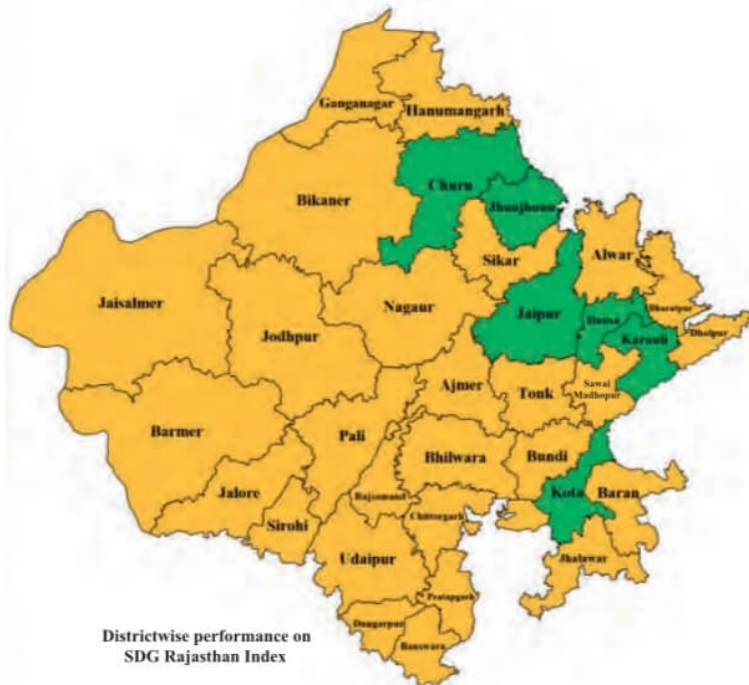 Ganganagar
Hanumangarh
Churu
Bikaner
Jhunjhunu
Sikar
Alwar
Jaisalmer
Nagaur
Jaipur
Dausa
Bharatpur
Jodhpur
Karauli
Dholpur
Ajmer
Tonk
Sawai
Madhopur
Barmer
Pali
Bhilwara
Bundi
Jalore
Rajsomand
Kota
Baran
Sirohi
Chittorgarh
Udaipur
Jhalawar
Pratapgarh
Dungarpur
Banswara
Districtwise performance on
SDG Rajasthan Index